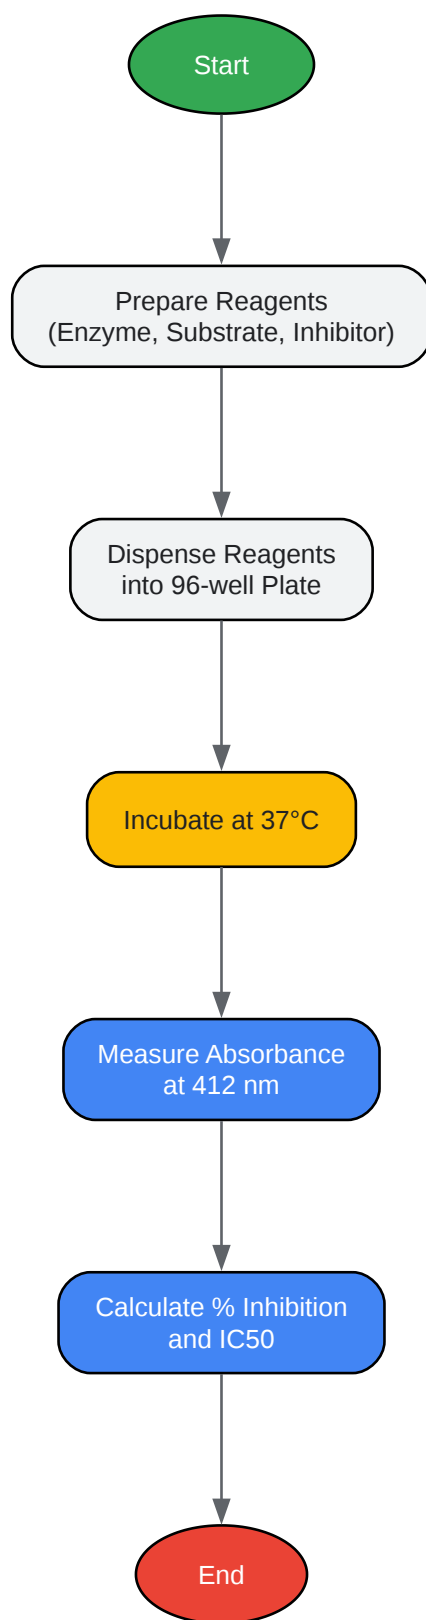 Start
Prepare Reagents
(Enzyme, Substrate, Inhibitor)
Dispense Reagents
into 96-well Plate
Incubate at 37°C
Measure Absorbance
at 412 nm
Calculate % Inhibition
and IC50
End